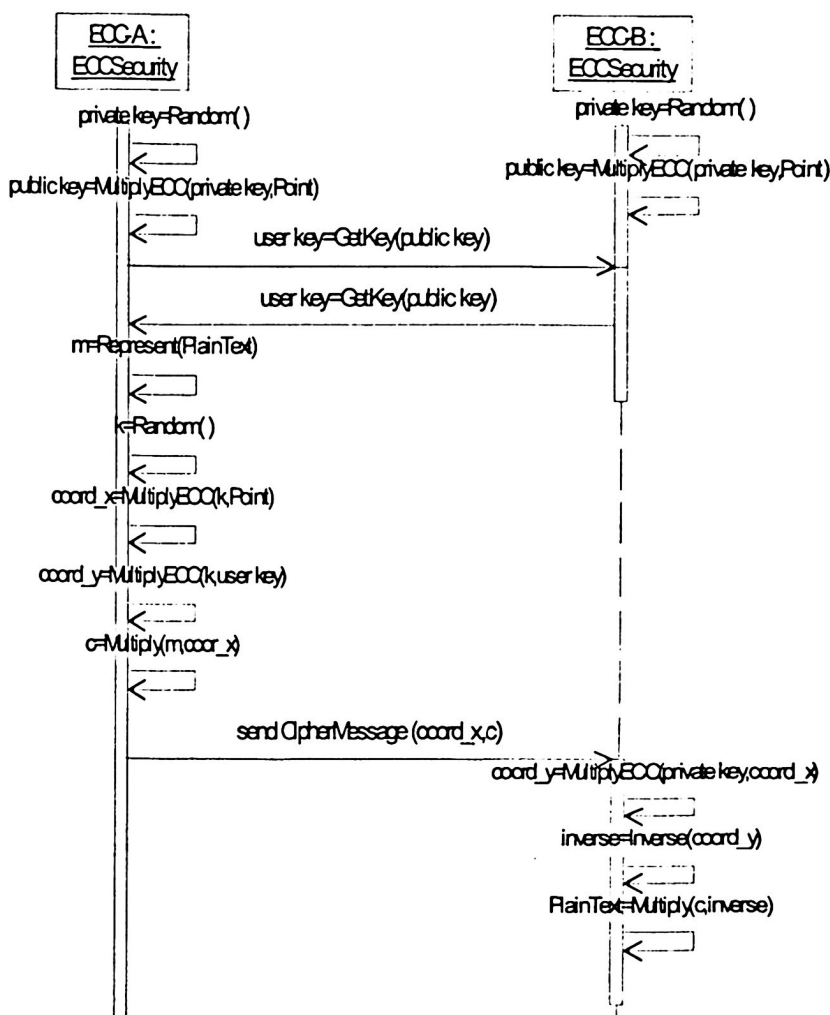 ECC-A :
ECCSecurity
ECC-B :
ECCSecurity
private key=Random( )
private key=Random( )
public key=MultiplyECC(private key,Point)
public key=MultiplyECC(private key,Point)
user key=GetKey(public key)
user key=GetKey(public key)
m=Represent(PlainText)
k=Random( )
coord_x=MultiplyECC(k,Point)
coord_y=MultiplyECC(k,user key)
c=Multiply(m,coor_x)
send CipherMessage (coord_x,c)
coord_y=MultiplyECC(private key,coord_x)
inverse=Inverse(coord_y)
PlainText=Multiply(c,inverse)